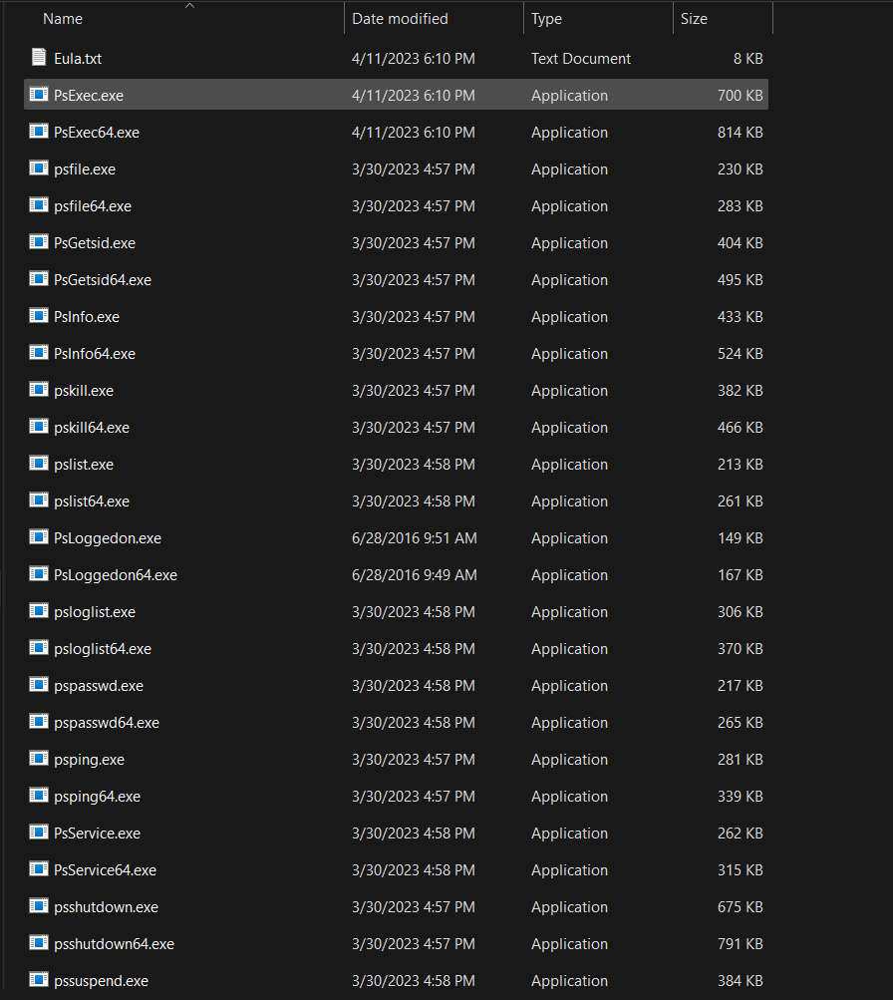 Name Date modified Type Size
Eula.txt 4/11/2023 6:10 PM Text Document 8 KB
PsExec.exe 4/11/2023 6:10 PM Application 700 KB
PsExec64.exe 4/11/2023 6:10 PM Application 814 KB
psfile.exe 3/30/2023 4:57 PM Application 230 KB
psfile64.exe 3/30/2023 4:57 PM Application 283 KB
PsGetsid.exe 3/30/2023 4:57 PM Application 404 KB
PsGetsid64.exe 3/30/2023 4:57 PM Application 495 KB
PsInfo.exe 3/30/2023 4:57 PM Application 433 KB
PsInfo64.exe 3/30/2023 4:57 PM Application 524 KB
pskill.exe 3/30/2023 4:57 PM Application 382 KB
pskill64.exe 3/30/2023 4:57 PM Application 466 KB
pslist.exe 3/30/2023 4:58 PM Application 213 KB
pslist64.exe 3/30/2023 4:58 PM Application 261 KB
PsLoggedon.exe 6/28/2016 9:51 AM Application 149 KB
PsLoggedon64.exe 6/28/2016 9:49 AM Application 167 KB
psloglist.exe 3/30/2023 4:58 PM Application 306 KB
psloglist64.exe 3/30/2023 4:58 PM Application 370 KB
pspasswd.exe 3/30/2023 4:58 PM Application 217 KB
pspasswd64.exe 3/30/2023 4:58 PM Application 265 KB
psping.exe 3/30/2023 4:57 PM Application 281 KB
psping64.exe 3/30/2023 4:57 PM Application 339 KB
PsService.exe 3/30/2023 4:58 PM Application 262 KB
PsService64.exe 3/30/2023 4:58 PM Application 315 KB
psshutdown.exe 3/30/2023 4:57 PM Application 675 KB
psshutdown64.exe 3/30/2023 4:57 PM Application 791 KB
pssuspend.exe 3/30/2023 4:58 PM Application 384 KB